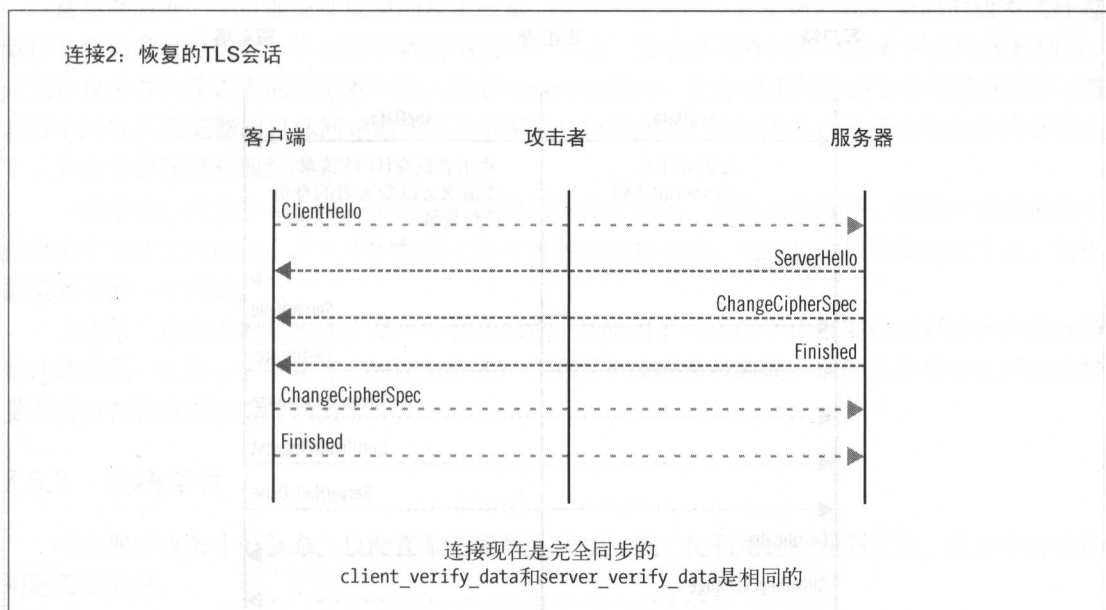 连接2：恢复的TLS会话
客户端 攻击者 服务器
ClientHello
ServerHello
ChangeCipherSpec
Finished
ChangeCipherSpec
Finished
连接现在是完全同步的
client_verify_data和server_verify_data是相同的